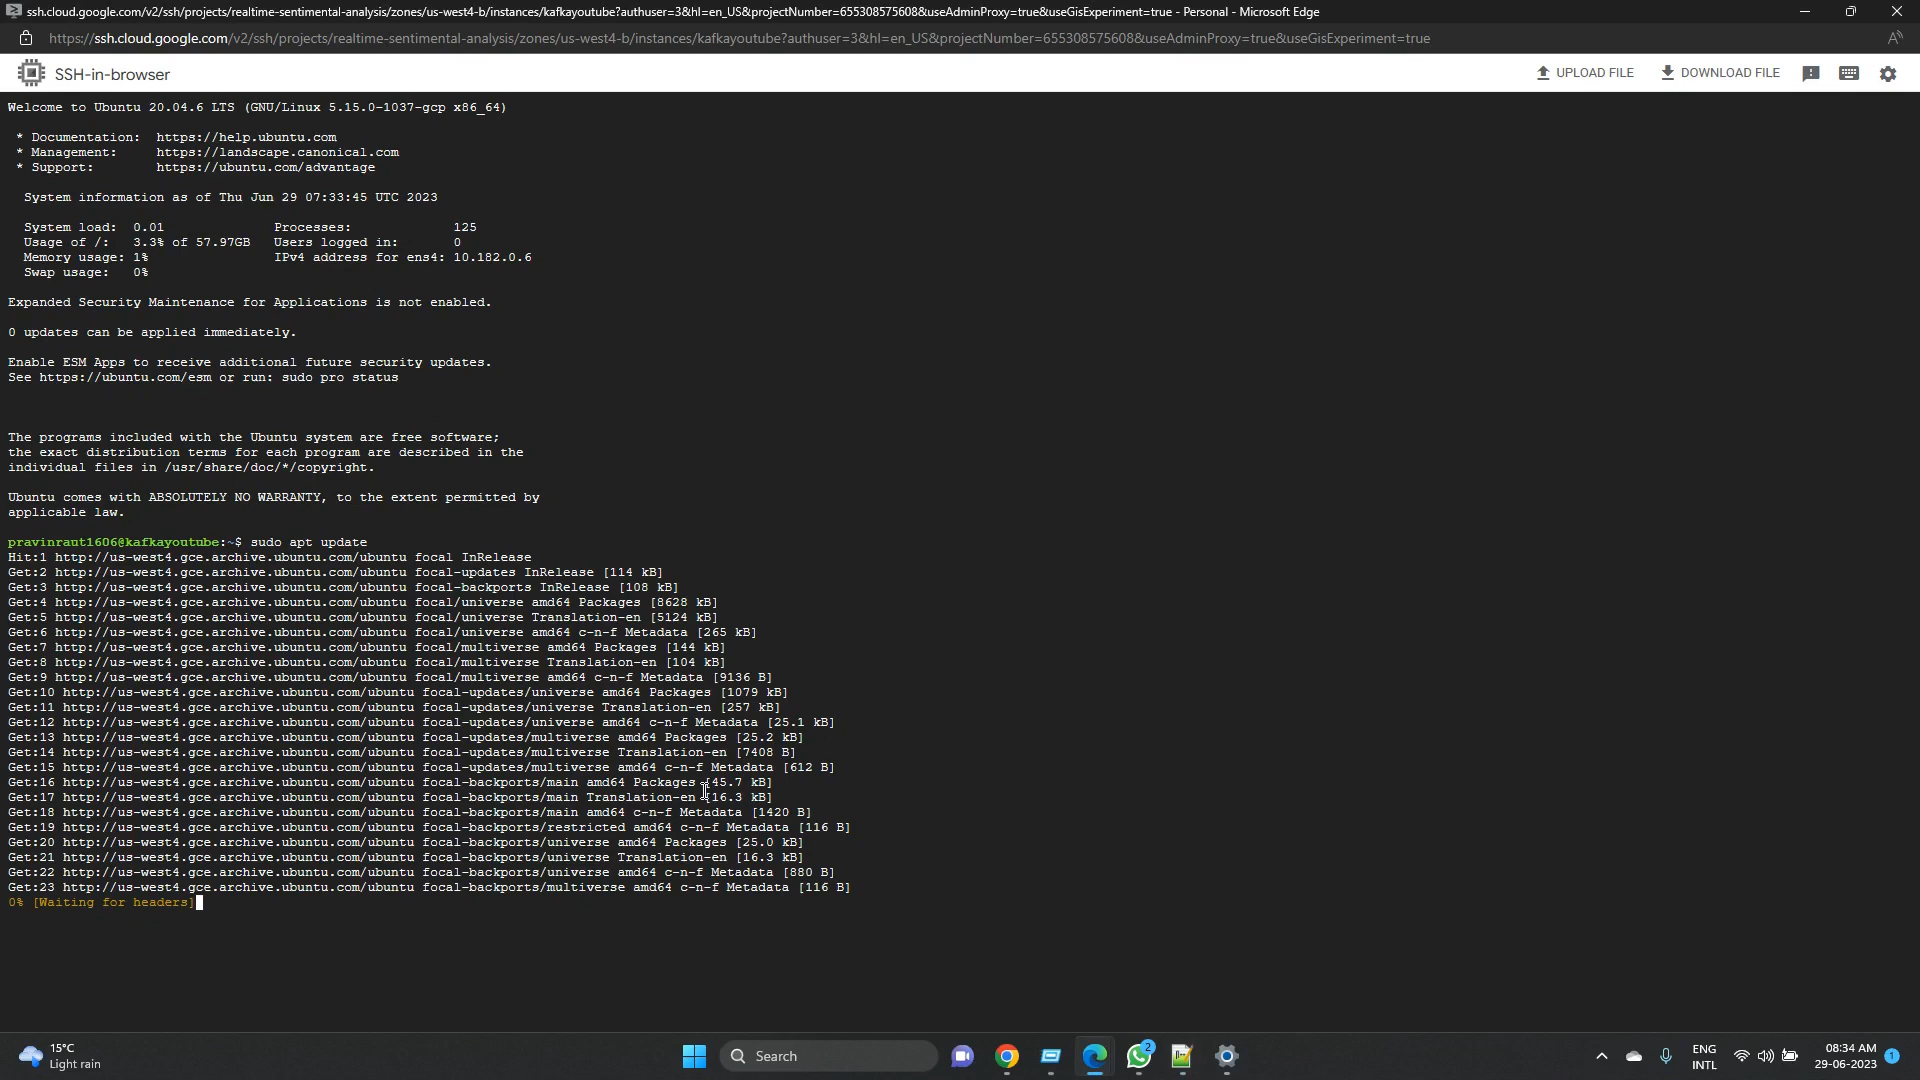 ssh.cloud.google.com/v2/ssh/projects/realtime-sentimental-analysis/zones/us-west4-b/instances/kafkayoutube?authuser=3&hl=en_US&projectNumber=655308575608&useAdminProxy=true&useGisExperiment=true - Personal - Microsoft Edge
https://ssh.cloud.google.com/v2/ssh/projects/realtime-sentimental-analysis/zones/us-west4-b/instances/kafkayoutube?authuser=3&hl=en_US&projectNumber=655308575608&useAdminProxy=true&useGisExperiment=true
SSH-in-browser UPLOAD FILE DOWNLOAD FILE
Welcome to Ubuntu 20.04.6 LTS (GNU/Linux 5.15.0-1037-gcp x86_64)
* Documentation: https://help.ubuntu.com
* Management: https://landscape.canonical.com
* Support: https://ubuntu.com/advantage
System information as of Thu Jun 29 07:33:45 UTC 2023
System load: 0.01 Processes: 125
Usage of /: 3.3% of 57.97GB Users logged in: 0
Memory usage: 1% IPv4 address for ens4: 10.182.0.6
Swap usage: 0%
Expanded Security Maintenance for Applications is not enabled.
0 updates can be applied immediately.
Enable ESM Apps to receive additional future security updates.
See https://ubuntu.com/esm or run: sudo pro status
The programs included with the Ubuntu system are free software;
the exact distribution terms for each program are described in the
individual files in /usr/share/doc/*/copyright.
Ubuntu comes with ABSOLUTELY NO WARRANTY, to the extent permitted by
applicable law.
pravinraut1606@kafkayoutube:~$ sudo apt update
Hit:1 http://us-west4.gce.archive.ubuntu.com/ubuntu focal InRelease
Get:2 http://us-west4.gce.archive.ubuntu.com/ubuntu focal-updates InRelease [114 kB]
Get:3 http://us-west4.gce.archive.ubuntu.com/ubuntu focal-backports InRelease [108 kB]
Get:4 http://us-west4.gce.archive.ubuntu.com/ubuntu focal/universe amd64 Packages [8628 kB]
Get:5 http://us-west4.gce.archive.ubuntu.com/ubuntu focal/universe Translation-en [5124 kB]
Get:6 http://us-west4.gce.archive.ubuntu.com/ubuntu focal/universe amd64 c-n-f Metadata [265 kB]
Get:7 http://us-west4.gce.archive.ubuntu.com/ubuntu focal/multiverse amd64 Packages [144 kB]
Get:8 http://us-west4.gce.archive.ubuntu.com/ubuntu focal/multiverse Translation-en [104 kB]
Get:9 http://us-west4.gce.archive.ubuntu.com/ubuntu focal/multiverse amd64 c-n-f Metadata [9136 B]
Get:10 http://us-west4.gce.archive.ubuntu.com/ubuntu focal-updates/universe amd64 Packages [1079 kB]
Get:11 http://us-west4.gce.archive.ubuntu.com/ubuntu focal-updates/universe Translation-en [257 kB]
Get:12 http://us-west4.gce.archive.ubuntu.com/ubuntu focal-updates/universe amd64 c-n-f Metadata [25.1 kB]
Get:13 http://us-west4.gce.archive.ubuntu.com/ubuntu focal-updates/multiverse amd64 Packages [25.2 kB]
Get:14 http://us-west4.gce.archive.ubuntu.com/ubuntu focal-updates/multiverse Translation-en [7408 B]
Get:15 http://us-west4.gce.archive.ubuntu.com/ubuntu focal-updates/multiverse amd64 c-n-f Metadata [612 B]
Get:16 http://us-west4.gce.archive.ubuntu.com/ubuntu focal-backports/main amd64 Packages [45.7 kB]
Get:17 http://us-west4.gce.archive.ubuntu.com/ubuntu focal-backports/main Translation-en [16.3 kB]
Get:18 http://us-west4.gce.archive.ubuntu.com/ubuntu focal-backports/main amd64 c-n-f Metadata [1420 B]
Get:19 http://us-west4.gce.archive.ubuntu.com/ubuntu focal-backports/restricted amd64 c-n-f Metadata [116 B]
Get:20 http://us-west4.gce.archive.ubuntu.com/ubuntu focal-backports/universe amd64 Packages [25.0 kB]
Get:21 http://us-west4.gce.archive.ubuntu.com/ubuntu focal-backports/universe Translation-en [16.3 kB]
Get:22 http://us-west4.gce.archive.ubuntu.com/ubuntu focal-backports/universe amd64 c-n-f Metadata [880 B]
Get:23 http://us-west4.gce.archive.ubuntu.com/ubuntu focal-backports/multiverse amd64 c-n-f Metadata [116 B]
0% [Waiting for headers]
15°C
Light rain
Search
2
ENG
INTL
08:34 AM
29-06-2023
1